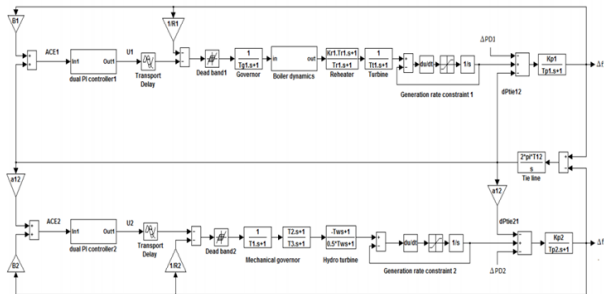 B1
1/R1
ACE1
U1
In1 Out1
dual PI controller1
Transport
Delay
Dead band1
1
Tg1.s+1
Governor
in out
Boiler dynamics
Kr1.Tr1.s+1
Tr1.s+1
Reheater
1
Tt1.s+1
Turbine
du/dt
1/s
Generation rate constraint 1
ΔPD1
dPtie12
Kp1
Tp1.s+1
Δf
2*pi*T12
s
Tie line
a12
a12
dPtie21
ACE2
U2
In1 Out1
dual PI controller2
Transport
Delay
B2
1/R2
Dead band2
1
T1.s+1
T2.s+1
T3.s+1
Mechanical governor
-Tws+1
0.5*Tws+1
Hydro turbine
du/dt
1/s
Generation rate constraint 2
ΔPD2
Kp2
Tp2.s+1
Δf